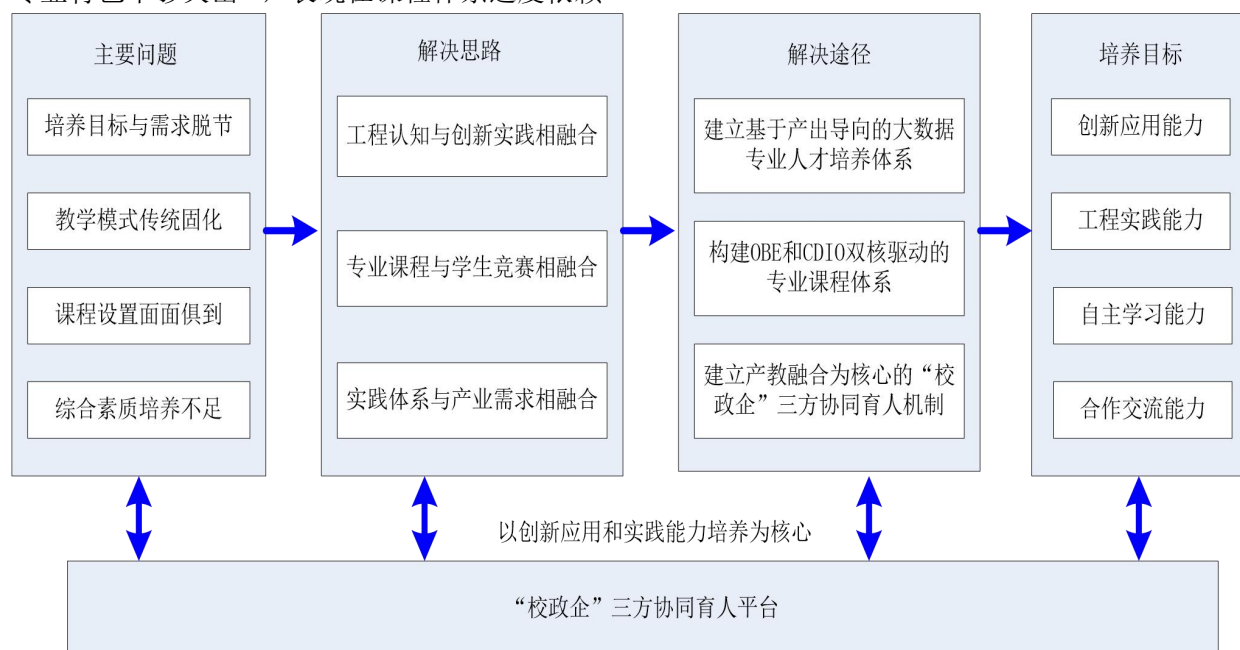 主要问题
培养目标与需求脱节
教学模式传统固化
课程设置面面俱到
综合素质培养不足
解决思路
工程认知与创新实践相融合
专业课程与学生竞赛相融合
实践体系与产业需求相融合
解决途径
建立基于产出导向的大数据
专业人才培养体系
构建OBE和CDIO双核驱动的
专业课程体系
建立产教融合为核心的“校
政企”三方协同育人机制
培养目标
创新应用能力
工程实践能力
自主学习能力
合作交流能力
以创新应用和实践能力培养为核心
“校政企”三方协同育人平台